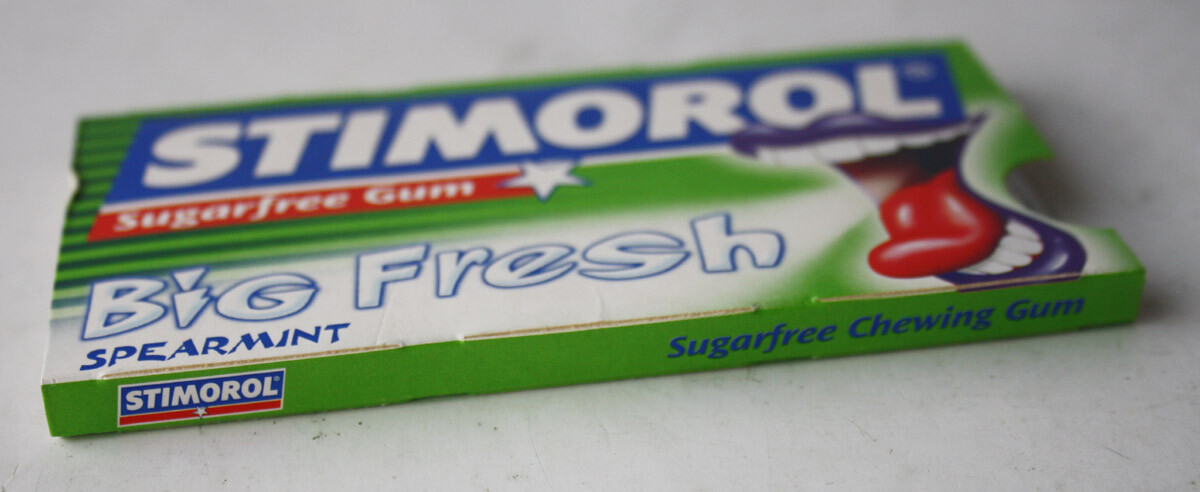 STIMOROL
Sugarfree Gum
BiG Fresh
SPEARMINT
STIMOROL®
Sugarfree Chewing Gum